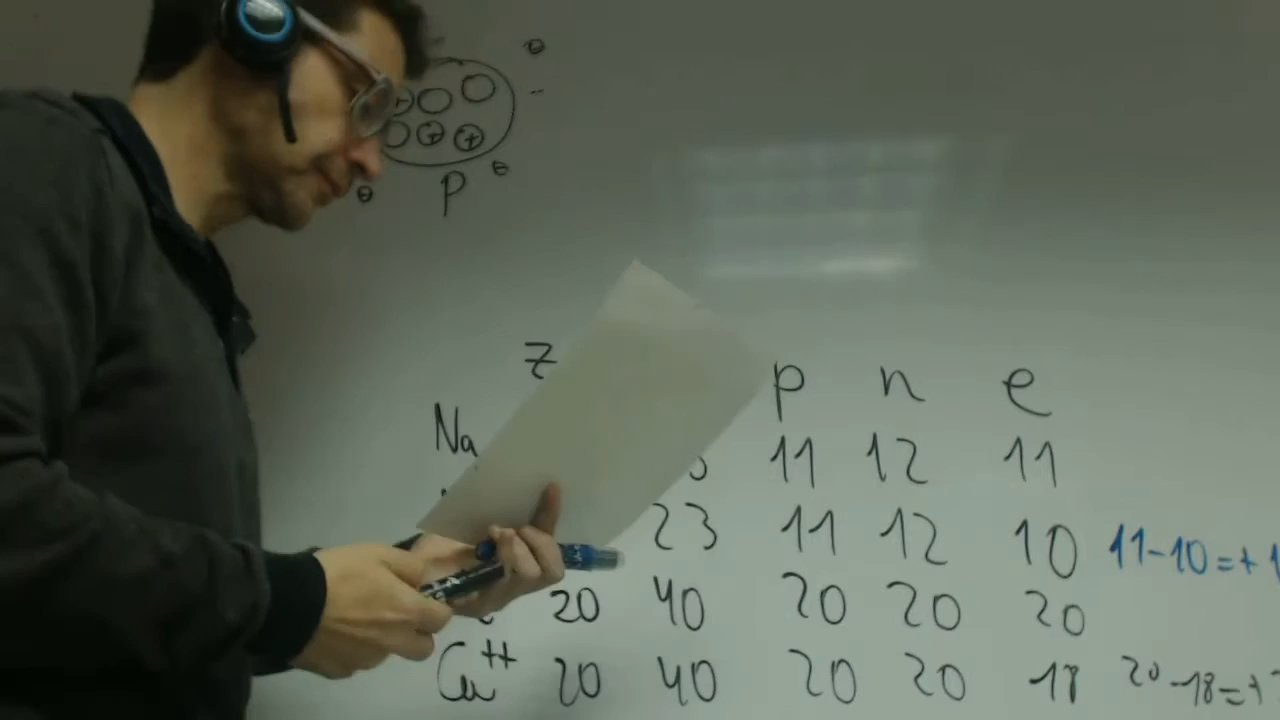 P
Z p n e
Na 11 12 11
23 11 12 10 11-10=+1
20 40 20 20 20
Ca++ 20 40 20 20 18 20-18=+